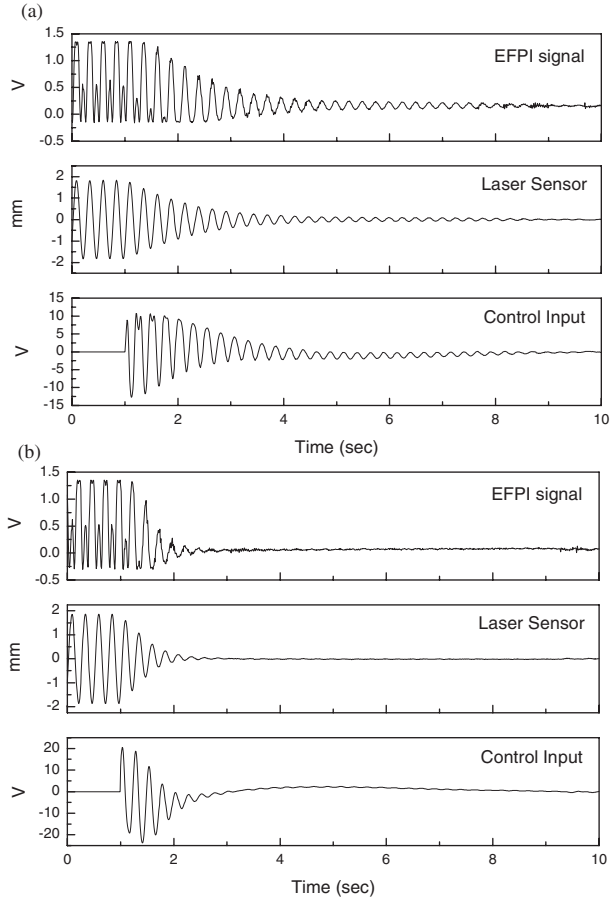 (a)
1.5
1.0
0.5
0.0
-0.5
V
EFPI signal
2
1
0
-1
-2
mm
Laser Sensor
15
10
5
0
-5
-10
-15
V
Control Input
0 2 4 6 8 10
Time (sec)
(b)
1.5
1.0
0.5
0.0
-0.5
V
EFPI signal
2
1
0
-1
-2
mm
Laser Sensor
20
10
0
-10
-20
V
Control Input
0 2 4 6 8 10
Time (sec)